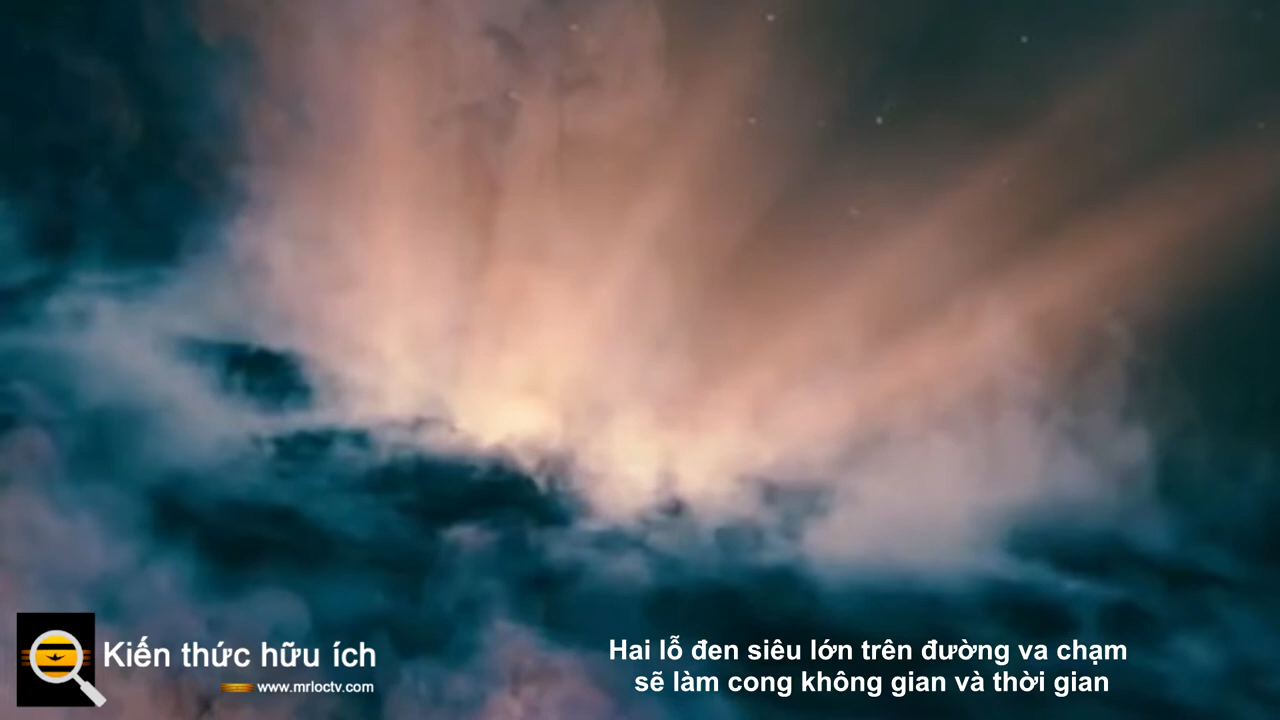 Kiến thức hữu ích
www.mrloctv.com
Hai lỗ đen siêu lớn trên đường va chạm
sẽ làm cong không gian và thời gian